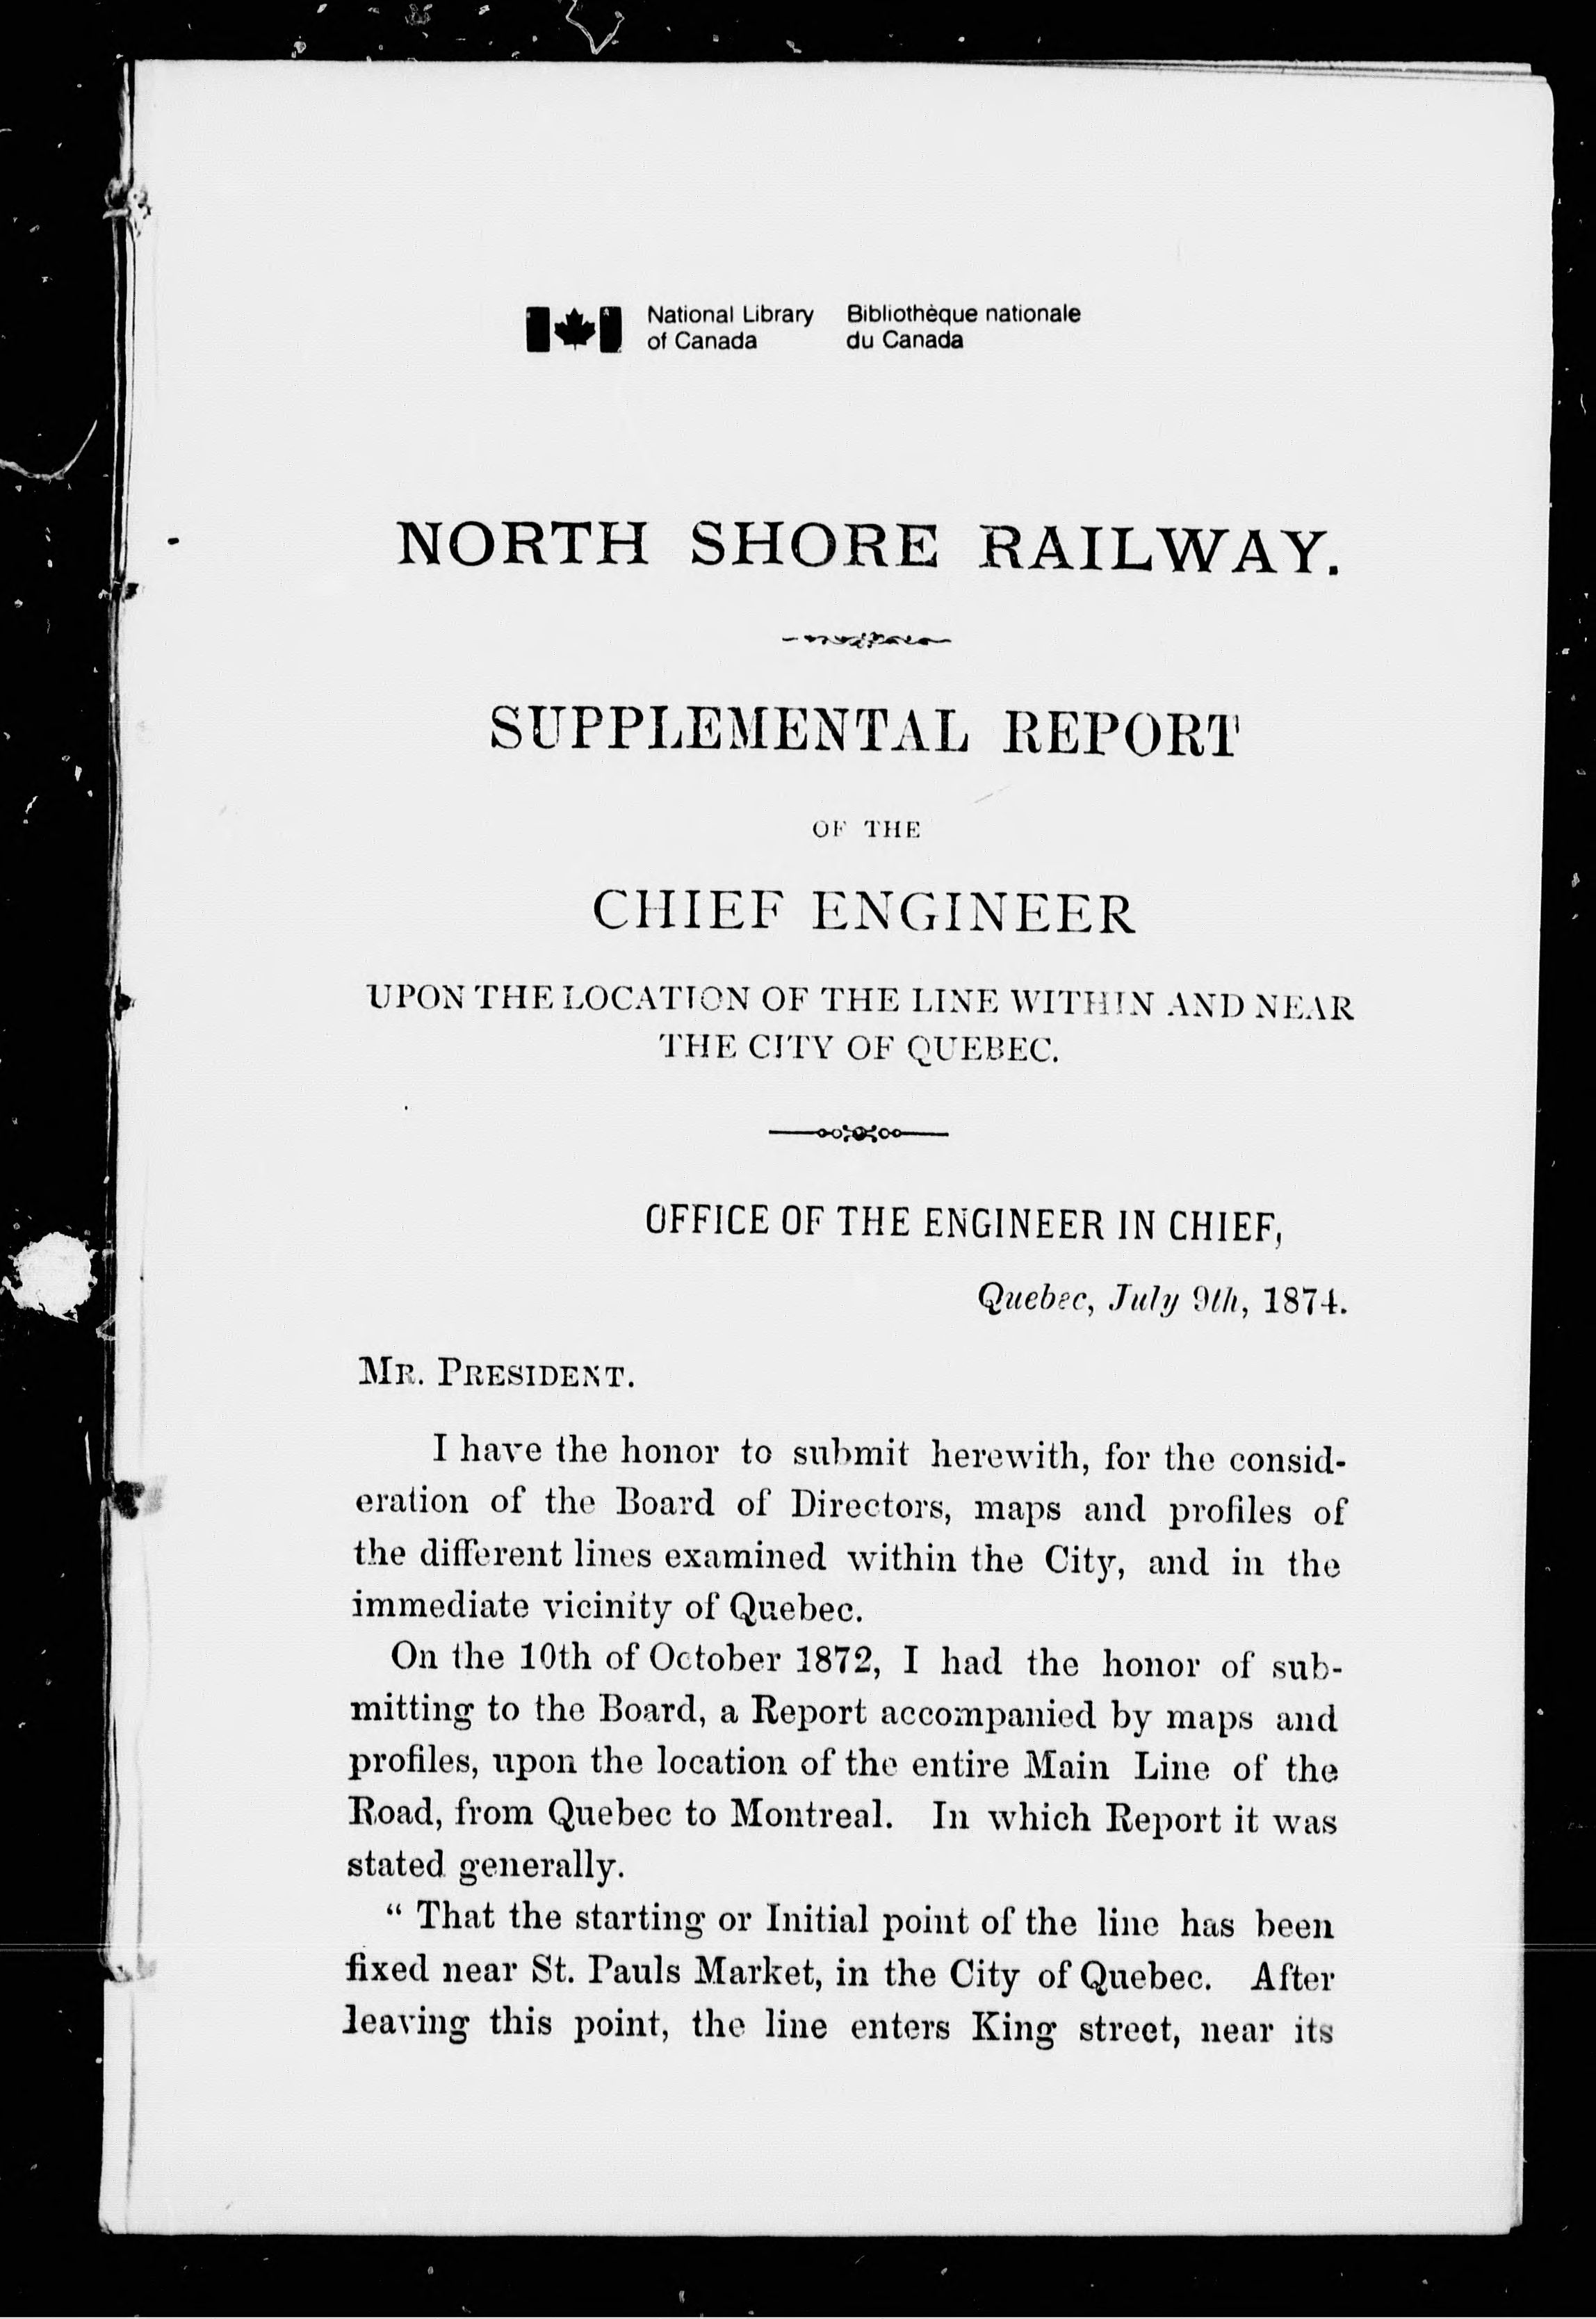 National Library Bibliothèque nationale
of Canada du Canada
NORTH SHORE RAILWAY.
SUPPLEMENTAL REPORT
OF THE
CHIEF ENGINEER
UPON THE LOCATION OF THE LINE WITHIN AND NEAR
THE CITY OF QUEBEC.
OFFICE OF THE ENGINEER IN CHIEF,
Quebec, July 9th, 1874.
MR. PRESIDENT.
I have the honor to submit herewith, for the consid-
eration of the Board of Directors, maps and profiles of
the different lines examined within the City, and in the
immediate vicinity of Quebec.
On the 10th of October 1872, I had the honor of sub-
mitting to the Board, a Report accompanied by maps and
profiles, upon the location of the entire Main Line of the
Road, from Quebec to Montreal. In which Report it was
stated generally.
“ That the starting or Initial point of the line has been
fixed near St. Pauls Market, in the City of Quebec. After
leaving this point, the line enters King street, near its